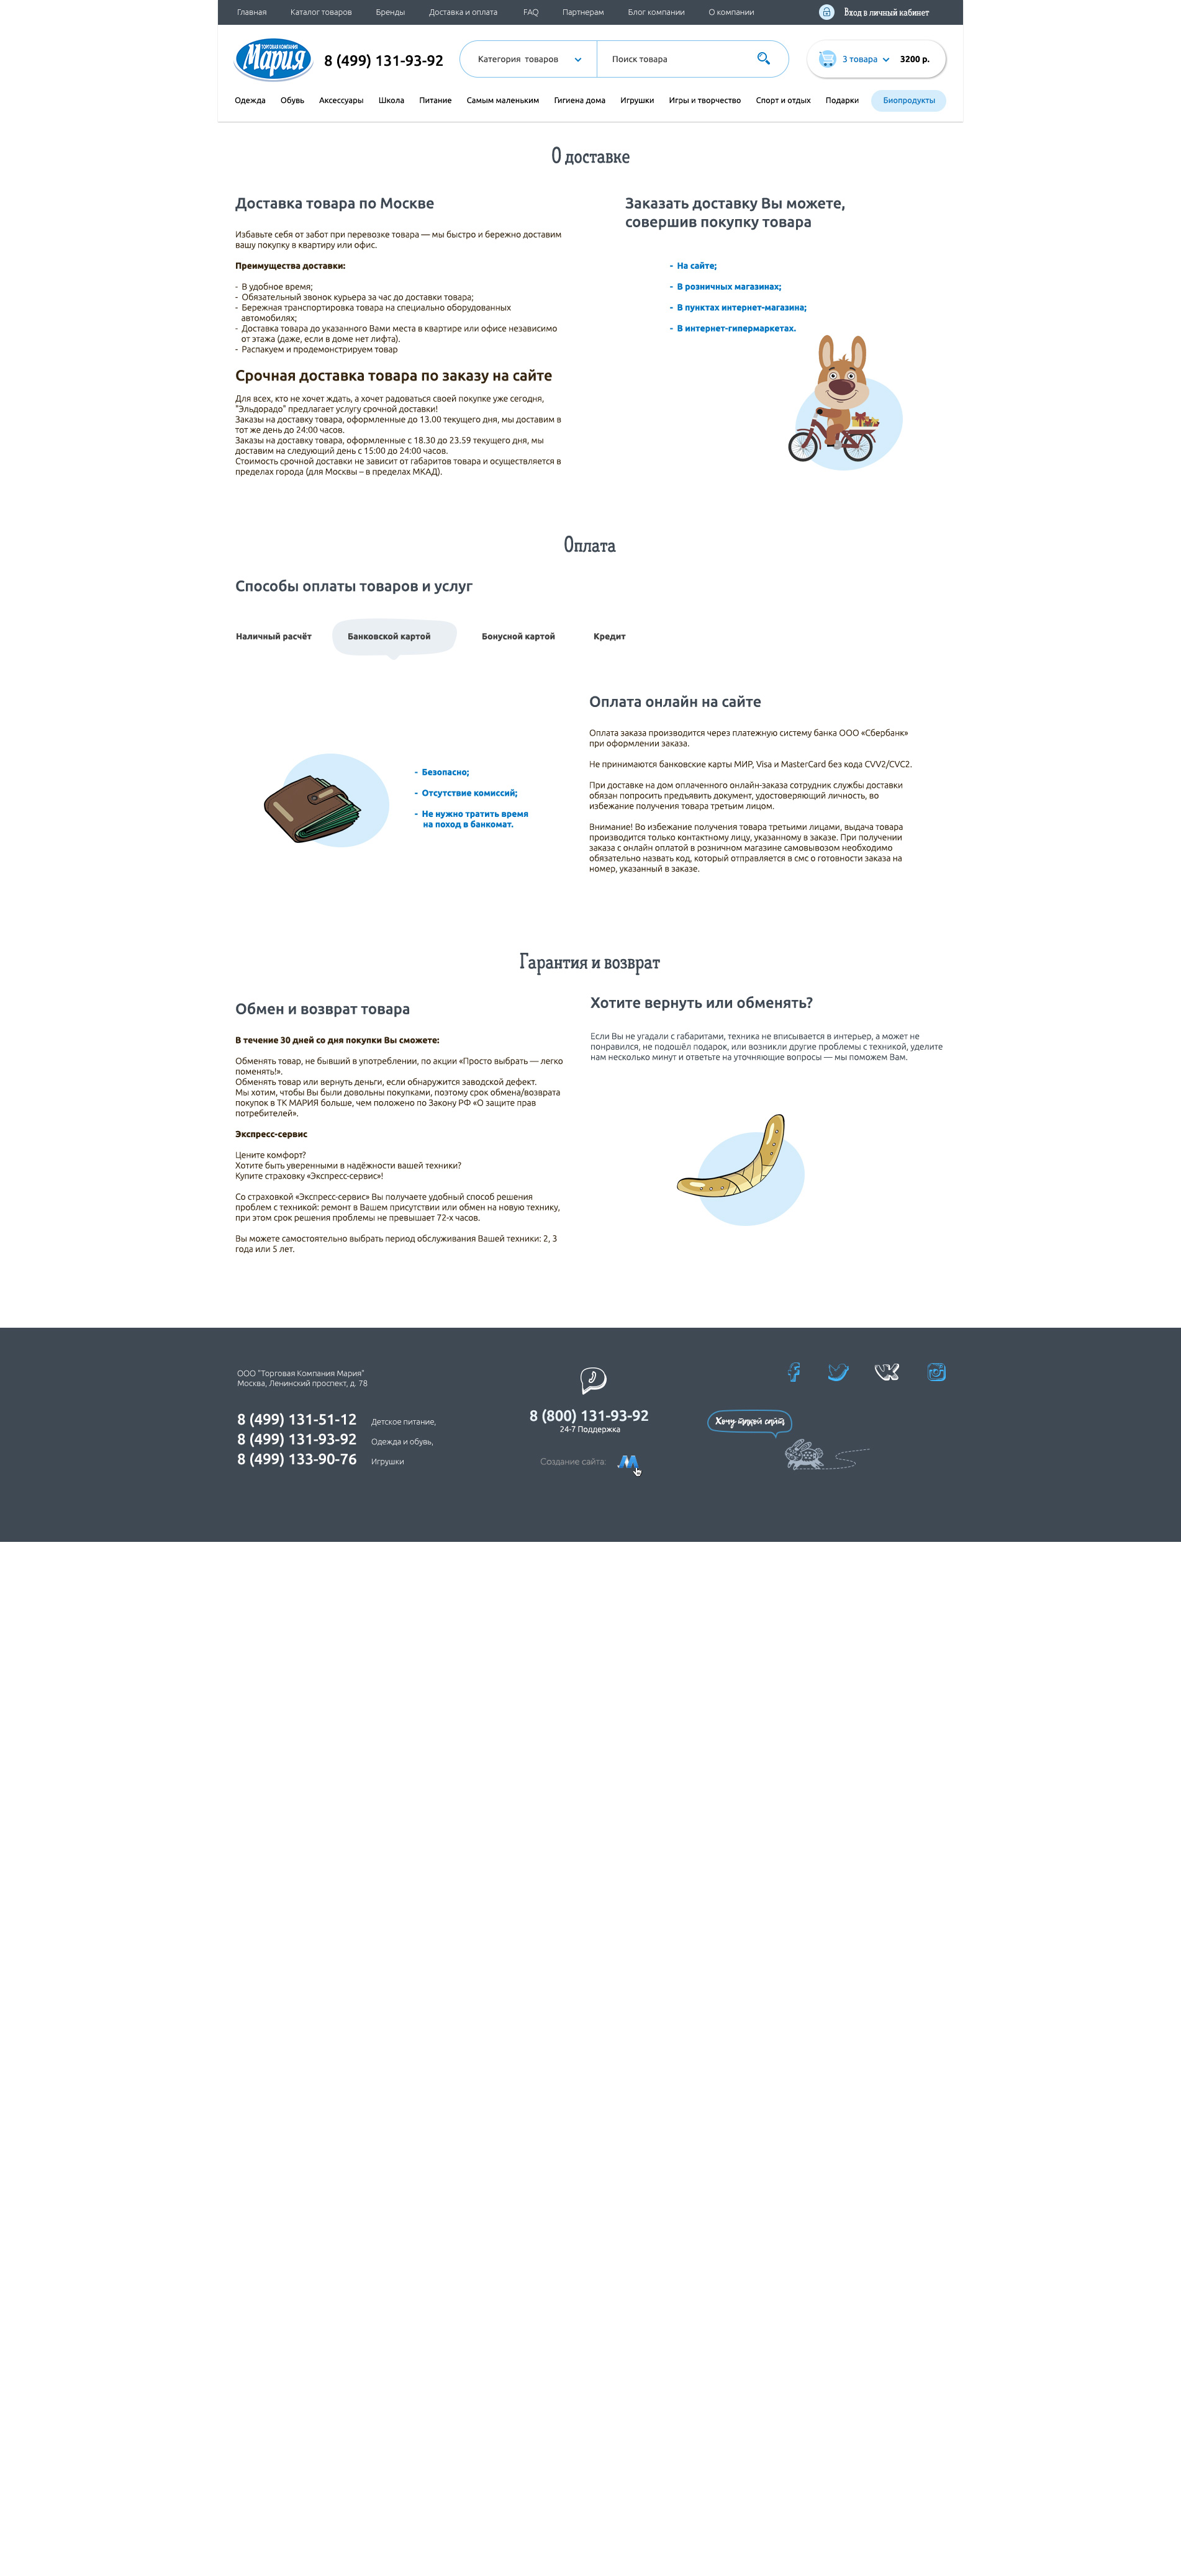 Главная Каталог товаров Бренды Доставка и оплата FAQ Партнерам Блог компании О компании Вход в личный кабинет
ТОРГОВАЯ КОМПАНИЯ
Мария
8 (499) 131-93-92 Категория товаров Поиск товара 3 товара 3200 р.
Одежда Обувь Аксессуары Школа Питание Самым маленьким Гигиена дома Игрушки Игры и творчество Спорт и отдых Подарки Биопродукты
О доставке
Доставка товара по Москве
Избавьте себя от забот при перевозке товара — мы быстро и бережно доставим
вашу покупку в квартиру или офис.
Преимущества доставки:
- В удобное время;
- Обязательный звонок курьера за час до доставки товара;
- Бережная транспортировка товара на специально оборудованных
автомобилях;
- Доставка товара до указанного Вами места в квартире или офисе независимо
от этажа (даже, если в доме нет лифта).
- Распакуем и продемонстрируем товар
Срочная доставка товара по заказу на сайте
Для всех, кто не хочет ждать, а хочет радоваться своей покупке уже сегодня,
"Эльдорадо" предлагает услугу срочной доставки!
Заказы на доставку товара, оформленные до 13.00 текущего дня, мы доставим в
тот же день до 24:00 часов.
Заказы на доставку товара, оформленные с 18.30 до 23.59 текущего дня, мы
доставим на следующий день с 15:00 до 24:00 часов.
Стоимость срочной доставки не зависит от габаритов товара и осуществляется в
пределах города (для Москвы – в пределах МКАД).
Заказать доставку Вы можете,
совершив покупку товара
- На сайте;
- В розничных магазинах;
- В пунктах интернет-магазина;
- В интернет-гипермаркетах.
Оплата
Способы оплаты товаров и услуг
Наличный расчёт Банковской картой Бонусной картой Кредит
- Безопасно;
- Отсутствие комиссий;
- Не нужно тратить время
на поход в банкомат.
Оплата онлайн на сайте
Оплата заказа производится через платежную систему банка ООО «Сбербанк»
при оформлении заказа.
Не принимаются банковские карты МИР, Visa и MasterCard без кода CVV2/CVC2.
При доставке на дом оплаченного онлайн-заказа сотрудник службы доставки
обязан попросить предъявить документ, удостоверяющий личность, во
избежание получения товара третьим лицом.
Внимание! Во избежание получения товара третьими лицами, выдача товара
производится только контактному лицу, указанному в заказе. При получении
заказа с онлайн оплатой в розничном магазине самовывозом необходимо
обязательно назвать код, который отправляется в смс о готовности заказа на
номер, указанный в заказе.
Гарантия и возврат
Обмен и возврат товара
В течение 30 дней со дня покупки Вы сможете:
Обменять товар, не бывший в употреблении, по акции «Просто выбрать — легко
поменять!».
Обменять товар или вернуть деньги, если обнаружится заводской дефект.
Мы хотим, чтобы Вы были довольны покупками, поэтому срок обмена/возврата
покупок в ТК МАРИЯ больше, чем положено по Закону РФ «О защите прав
потребителей».
Экспресс-сервис
Цените комфорт?
Хотите быть уверенными в надёжности вашей техники?
Купите страховку «Экспресс-сервис»!
Со страховкой «Экспресс-сервис» Вы получаете удобный способ решения
проблем с техникой: ремонт в Вашем присутствии или обмен на новую технику,
при этом срок решения проблемы не превышает 72-х часов.
Вы можете самостоятельно выбрать период обслуживания Вашей техники: 2, 3
года или 5 лет.
Хотите вернуть или обменять?
Если Вы не угадали с габаритами, техника не вписывается в интерьер, а может не
понравился, не подошёл подарок, или возникли другие проблемы с техникой, уделите
нам несколько минут и ответьте на уточняющие вопросы — мы поможем Вам.
ООО "Торговая Компания Мария"
Москва, Ленинский проспект, д. 78
8 (499) 131-51-12 Детское питание,
8 (499) 131-93-92 Одежда и обувь,
8 (499) 133-90-76 Игрушки
8 (800) 131-93-92
24-7 Поддержка
Создание сайта:
Хочу такой сайт